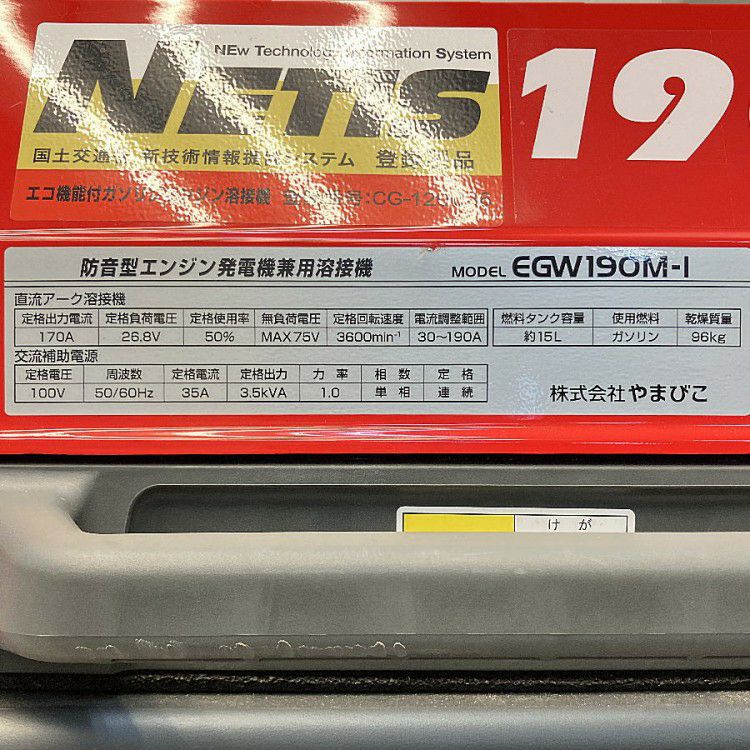 NEw Technology Information System
NETIS
19
国土交通省 新技術情報提供システム 登録商品
エコ機能付ガソリンエンジン溶接機
防音型エンジン発電機兼用溶接機 MODEL EGW190M-I
直流アーク溶接機
定格出力電流 定格負荷電圧 定格使用率 無負荷電圧 定格回転速度 電流調整範囲 燃料タンク容量 使用燃料 乾燥質量
170A 26.8V 50% MAX75V 3600min⁻¹ 30～190A 約15L ガソリン 96kg
交流補助電源
定格電圧 周波数 定格電流 定格出力 力率 相数 定格
100V 50/60Hz 35A 3.5kVA 1.0 単相 連続
株式会社やまびこ
けが